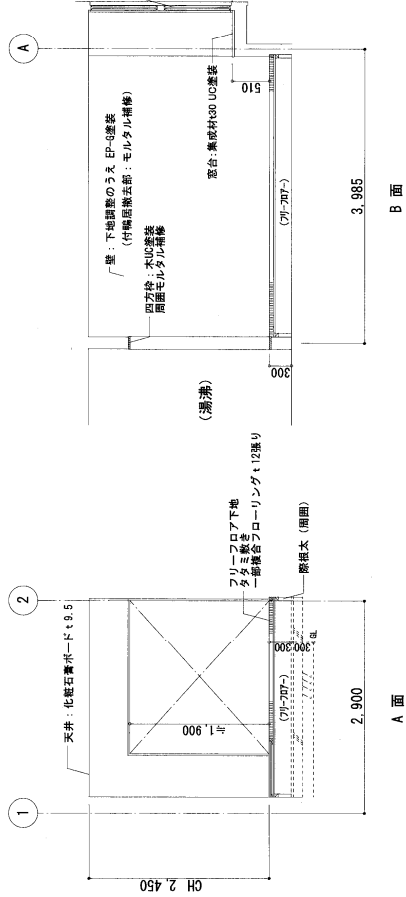 1
2
天井：化粧石膏ボードｔ9.5
CH 2,450
≒1,900
フリーフロア下地
タタミ敷き
一部複合フローリングｔ12張り
(フリーフロアー)
300
300
GL
際根太（周囲）
2,900
A 面
A
壁：下地調整のうえ EP-G塗装
(付鴨居撤去部：モルタル補修)
四方枠：木UC塗装
周囲モルタル補修
窓台：集成材t30 UC塗装
510
(湯沸)
(フリーフロアー)
300
3,985
B 面